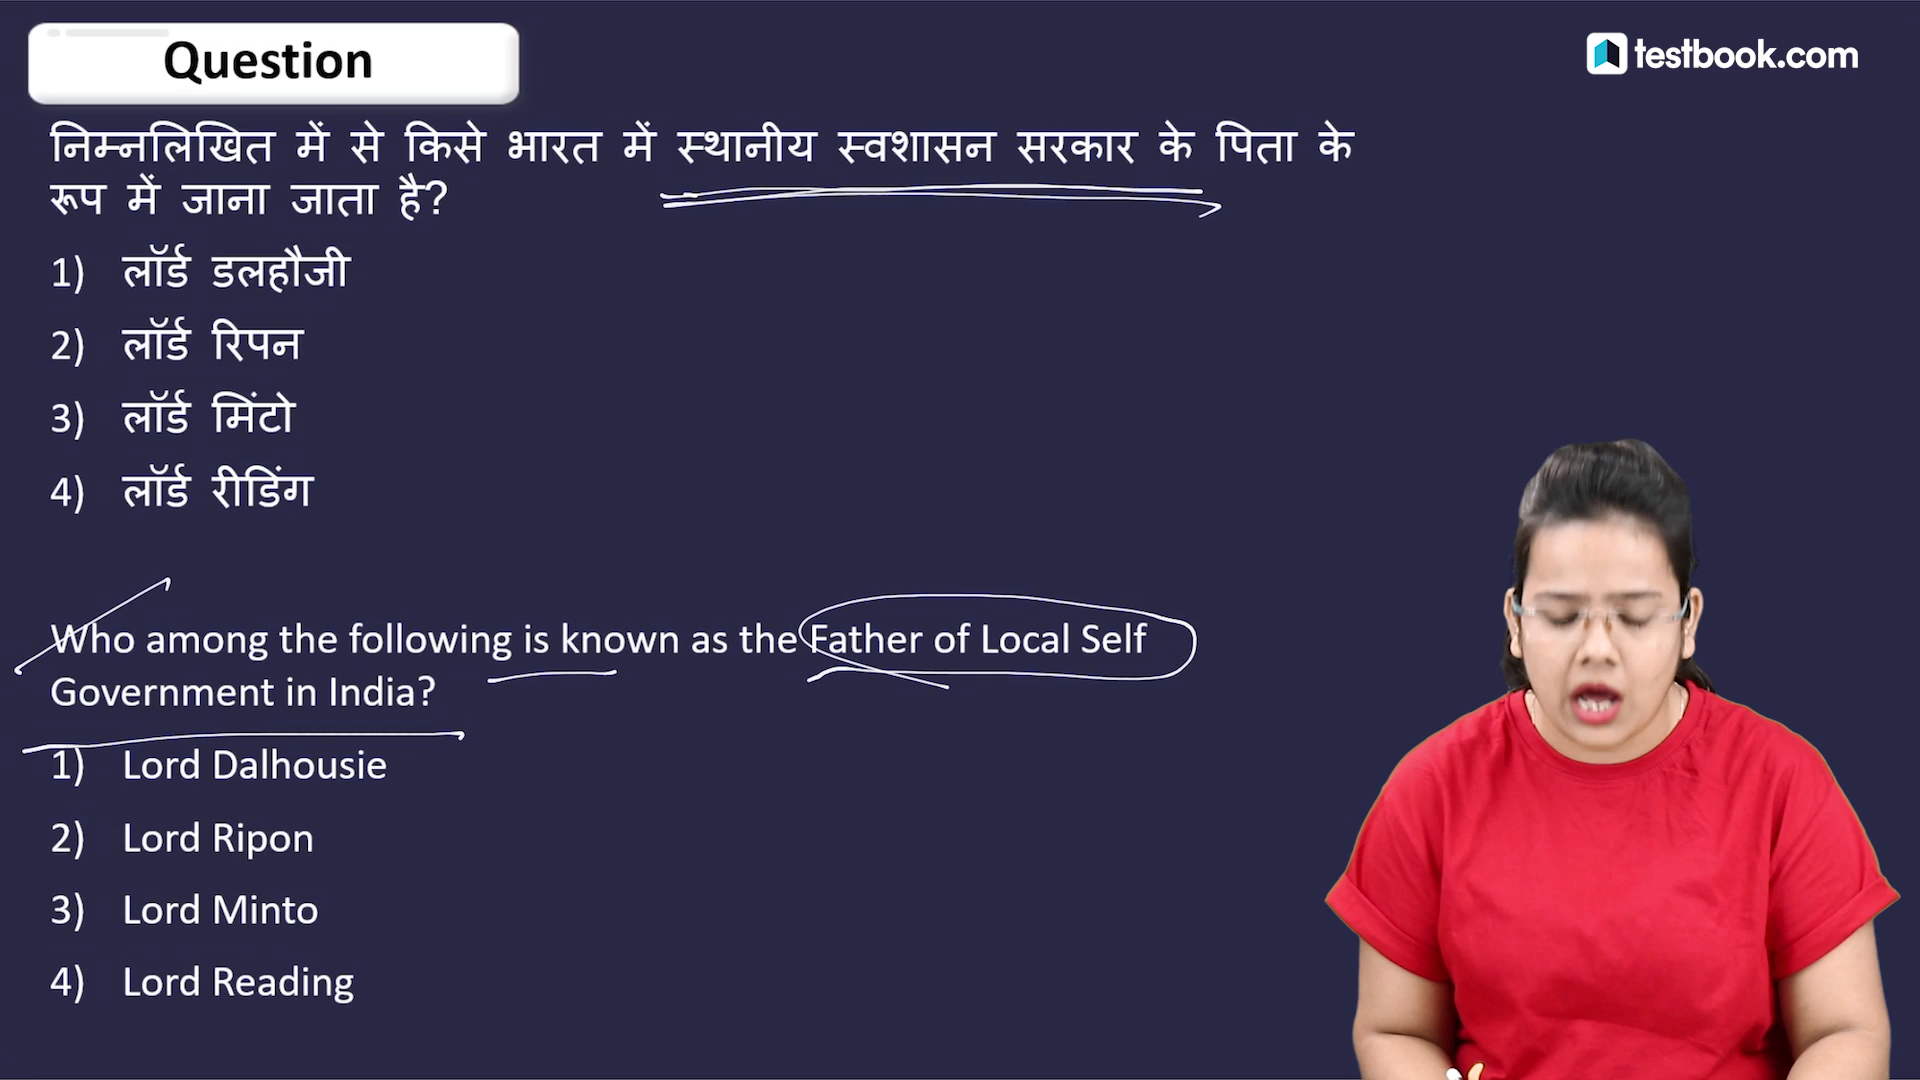 Question
testbook.com
निम्नलिखित में से किसे भारत में स्थानीय स्वशासन सरकार के पिता के
रूप में जाना जाता है?
1) लॉर्ड डलहौजी
2) लॉर्ड रिपन
3) लॉर्ड मिंटो
4) लॉर्ड रीडिंग
Who among the following is known as the Father of Local Self
Government in India?
1) Lord Dalhousie
2) Lord Ripon
3) Lord Minto
4) Lord Reading